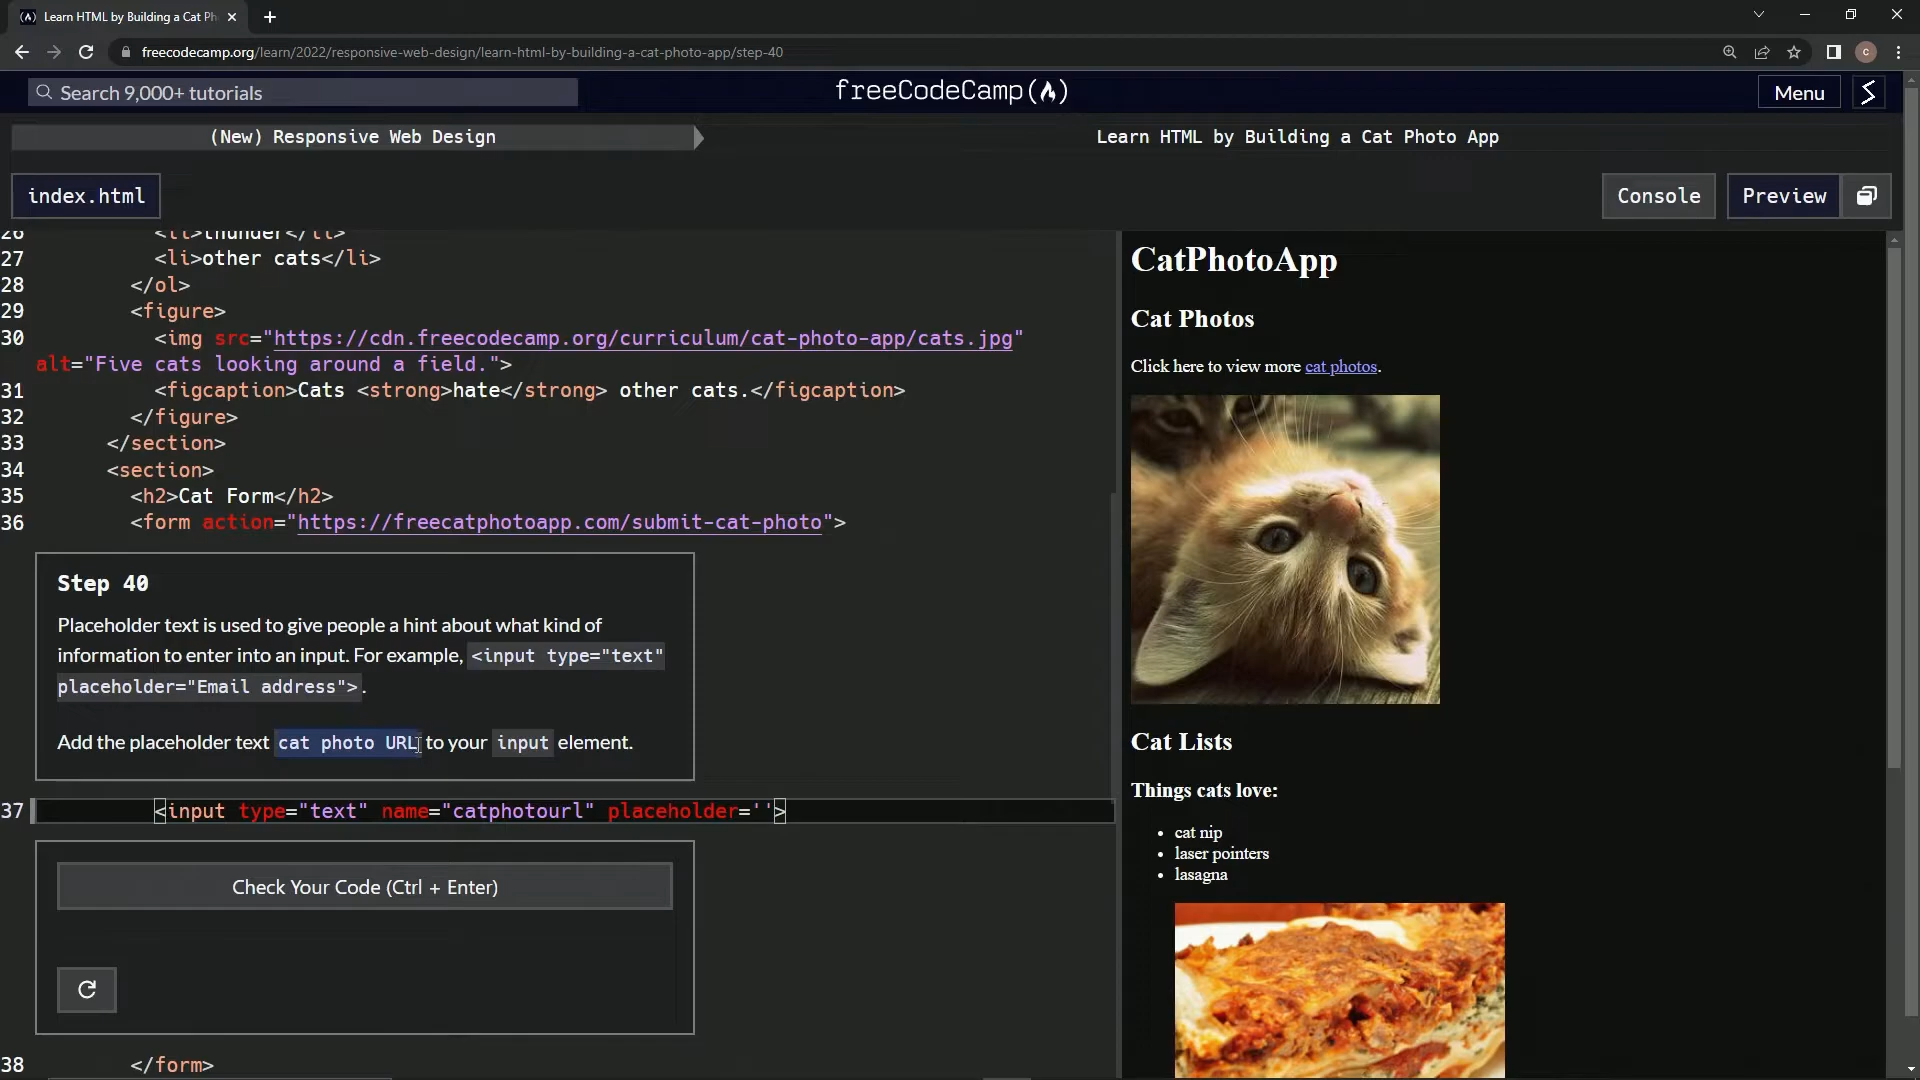 Learn HTML by Building a Cat Ph
freecodecamp.org/learn/2022/responsive-web-design/learn-html-by-building-a-cat-photo-app/step-40
c
Search 9,000+ tutorials
freeCodeCamp
Menu
(New) Responsive Web Design
Learn HTML by Building a Cat Photo App
index.html
Console
Preview
26 <li>thunder</li>
27 <li>other cats</li>
28 </ol>
29 <figure>
30 <img src="https://cdn.freecodecamp.org/curriculum/cat-photo-app/cats.jpg"
alt="Five cats looking around a field.">
31 <figcaption>Cats <strong>hate</strong> other cats.</figcaption>
32 </figure>
33 </section>
34 <section>
35 <h2>Cat Form</h2>
36 <form action="https://freecatphotoapp.com/submit-cat-photo">
Step 40
Placeholder text is used to give people a hint about what kind of
information to enter into an input. For example, <input type="text"
placeholder="Email address">.
Add the placeholder text cat photo URL to your input element.
37 <input type="text" name="catphotourl" placeholder=''>
Check Your Code (Ctrl + Enter)
38 </form>
CatPhotoApp
Cat Photos
Click here to view more cat photos.
Cat Lists
Things cats love:
cat nip
laser pointers
lasagna